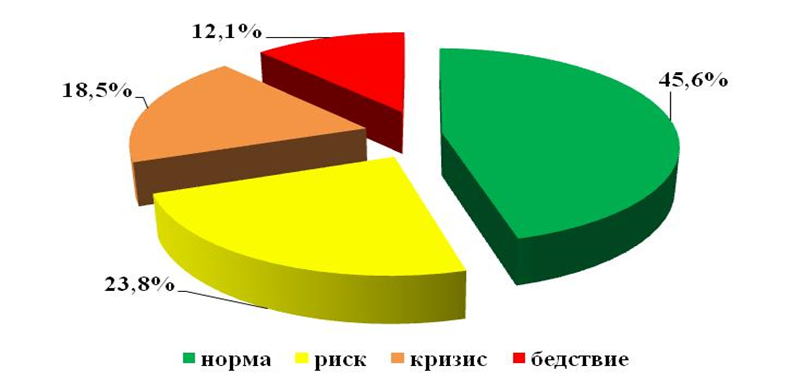 12,1%
45,6%
18,5%
23,8%
норма риск кризис бедствие